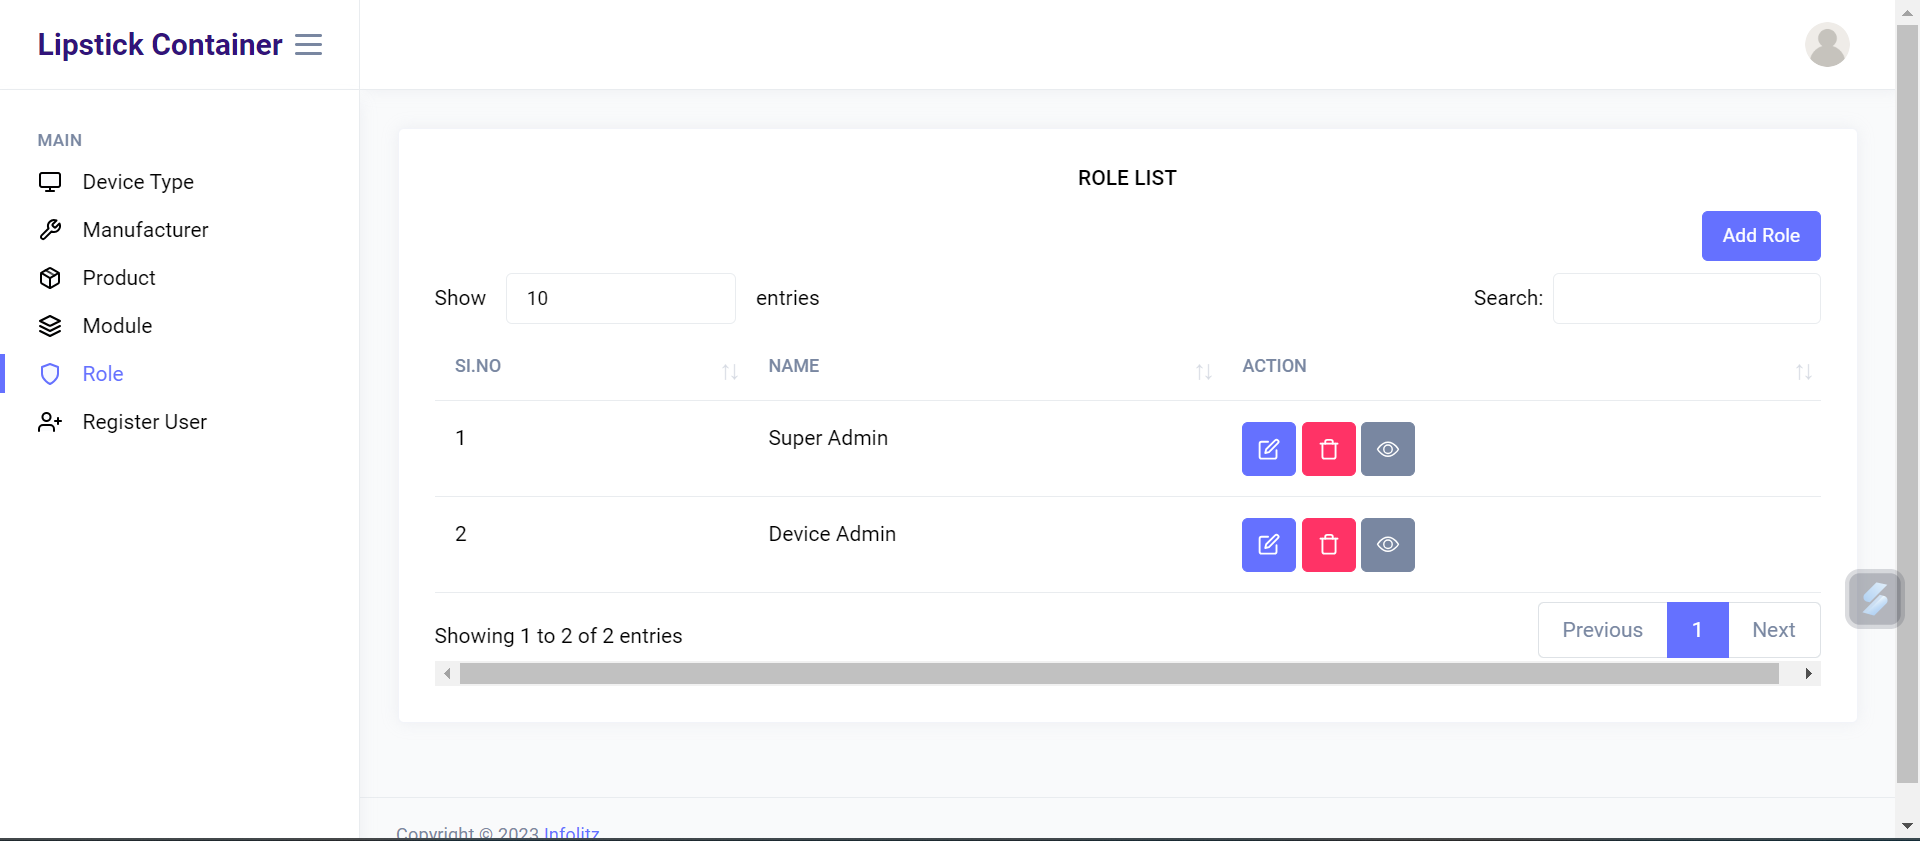 Lipstick Container
MAIN
Device Type
Manufacturer
Product
Module
Role
Register User
ROLE LIST
Add Role
Show 10 entries
Search:
SI.NO NAME ACTION
1 Super Admin
2 Device Admin
Showing 1 to 2 of 2 entries
Previous 1 Next
Copyright © 2023 Infolitz